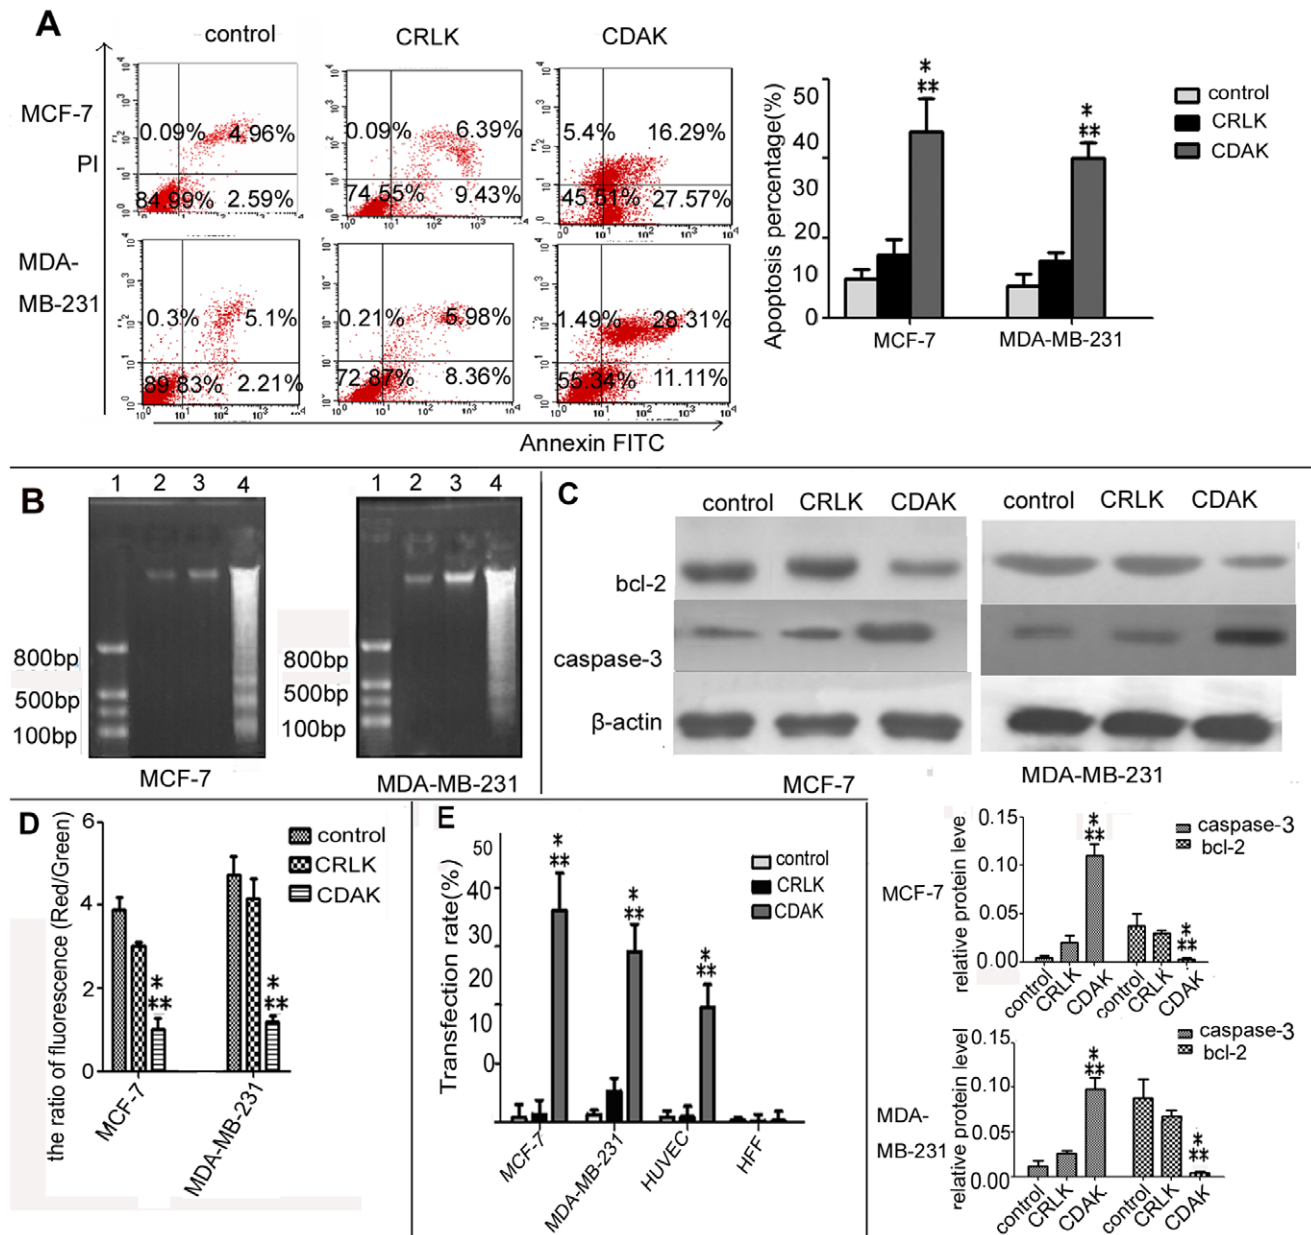 A
control
CRLK
CDAK
MCF-7
PI
MDA-
MB-231
0.09%
4.96%
84.99%
2.59%
0.09%
6.39%
74.55%
9.43%
5.4%
16.29%
45.51%
27.57%
0.3%
5.1%
89.83%
2.21%
0.21%
5.98%
72.87%
8.36%
1.49%
28.31%
55.34%
11.11%
Annexin FITC
Apoptosis percentage(%)
50
30
20
10
0
*
**
*
**
MCF-7
MDA-MB-231
control
CRLK
CDAK
B
1 2 3 4
800bp
500bp
100bp
MCF-7
1 2 3 4
800bp
500bp
100bp
MDA-MB-231
C
control CRLK CDAK
control CRLK CDAK
bcl-2
caspase-3
β-actin
MCF-7
MDA-MB-231
D
the ratio of fluorescence (Red/Green)
6
4
2
0
control
CRLK
CDAK
*
**
*
**
MCF-7
MDA-MB-231
E
Transfection rate(%)
50
40
30
20
10
0
*
**
*
**
*
**
control
CRLK
CDAK
MCF-7
MDA-MB-231
HUVEC
HFF
MCF-7
relative protein level
0.15
0.10
0.05
0.00
*
**
*
**
caspase-3
bcl-2
control
CRLK
CDAK
control
CRLK
CDAK
MDA-
MB-231
relative protein level
0.15
0.10
0.05
0.00
*
**
*
**
caspase-3
bcl-2
control
CRLK
CDAK
control
CRLK
CDAK